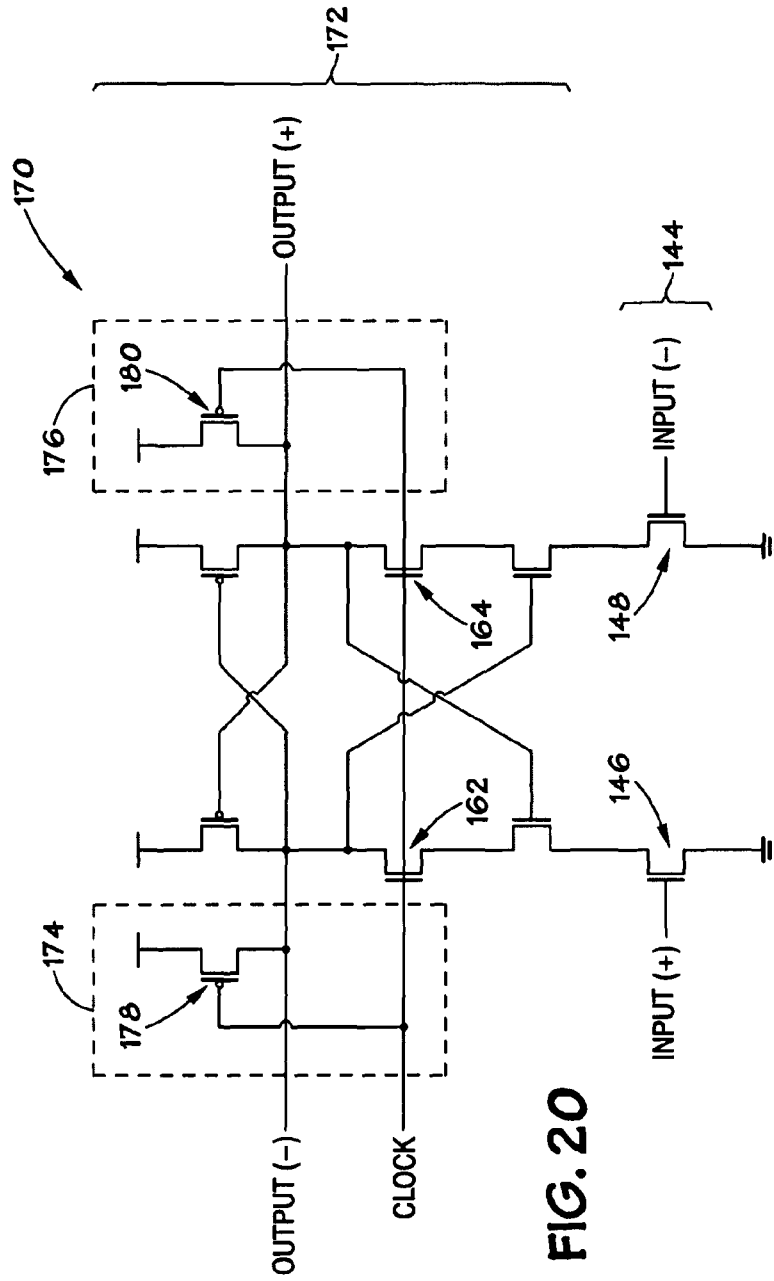 170
172
176
180
OUTPUT (+)
174
178
OUTPUT (−)
CLOCK
162
164
144
INPUT (+)
146
148
INPUT (−)
FIG. 20